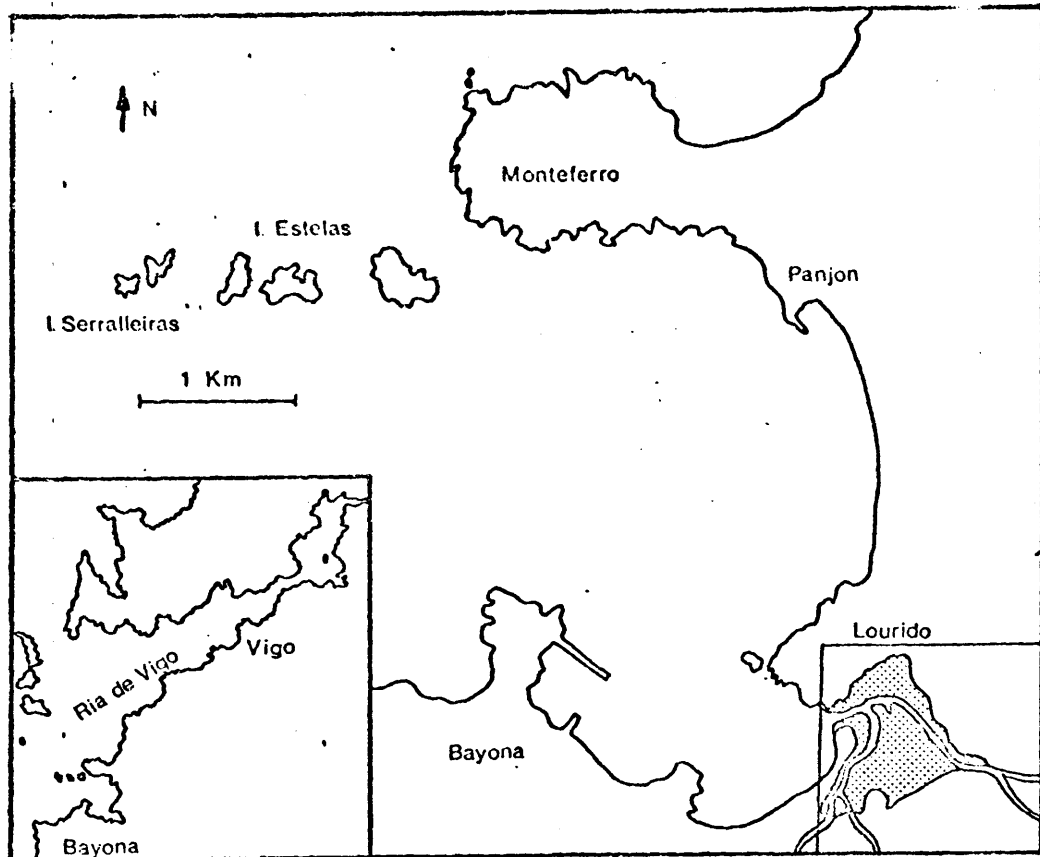 N
Monteferro
I. Estelas
Panjon
I. Serralleiras
1 Km
Lourido
Vigo
Ria de Vigo
Bayona
Bayona